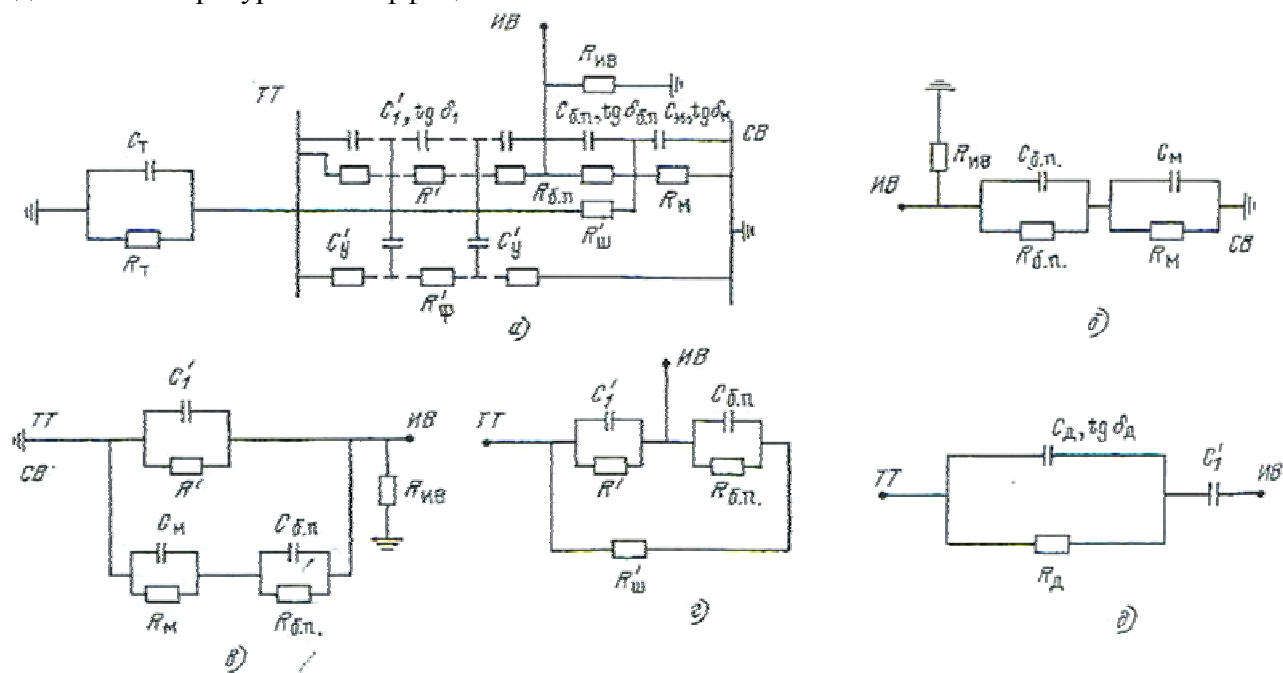 ИВ
R_ИВ
ТТ
C'_1, tg δ_1
C_б.п, tg δ_б.п
C_м, tg δ_м
СВ
C_т
R'
R_б.п
R_м
R'_ш
R_т
C'_у
C'_у
R'_ф
а)
R_ИВ
C_б.п.
C_м
ИВ
R_б.п.
R_м
СВ
б)
C'_1
ТТ
ИВ
СВ
R'
R_ИВ
C_м
C_б.п
R_м
R_б.п.
в)
ИВ
C'_1
C_б.п
ТТ
R'
R_б.п.
R'_ш
г)
C_д, tg δ_д
C'_1
ТТ
ИВ
R_д
д)